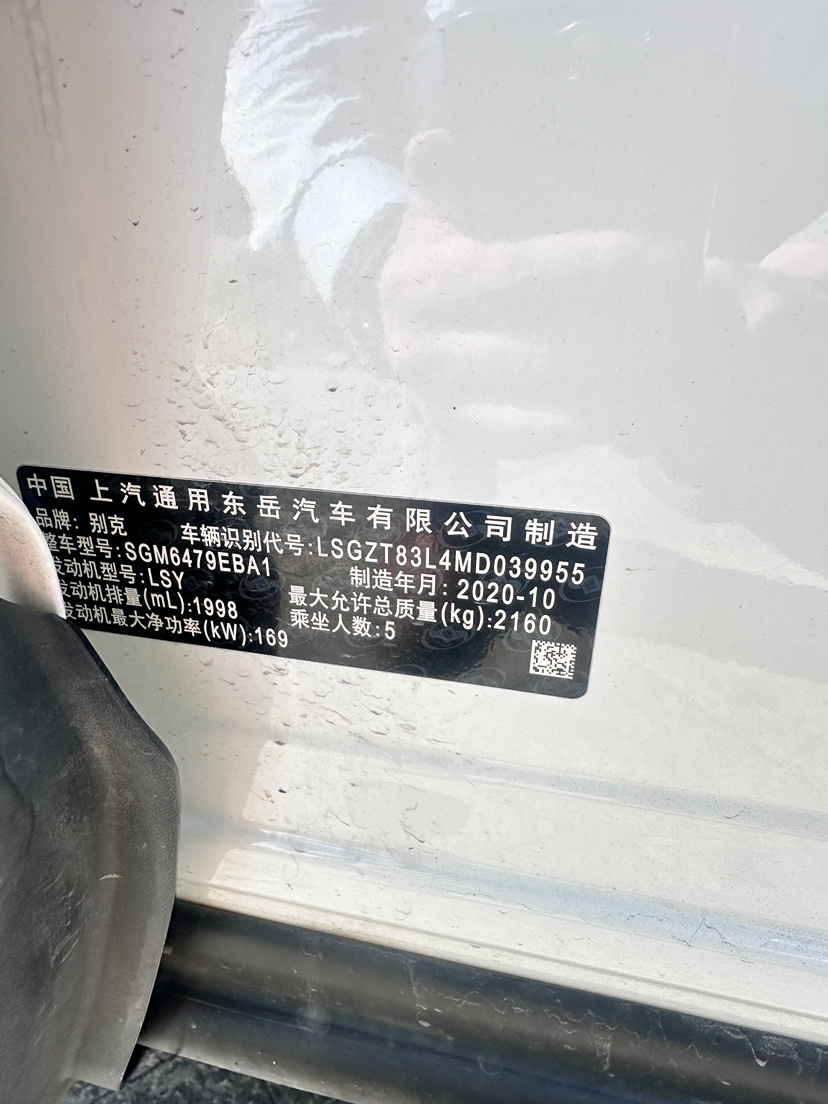 中国 上汽通用东岳汽车有限公司制造
品牌: 别克 车辆识别代号:LSGZT83L4MD039955
整车型号:SGM6479EBA1 制造年月: 2020-10
发动机型号:LSY 最大允许总质量(kg):2160
发动机排量(mL):1998 乘坐人数:5
发动机最大净功率(kW):169